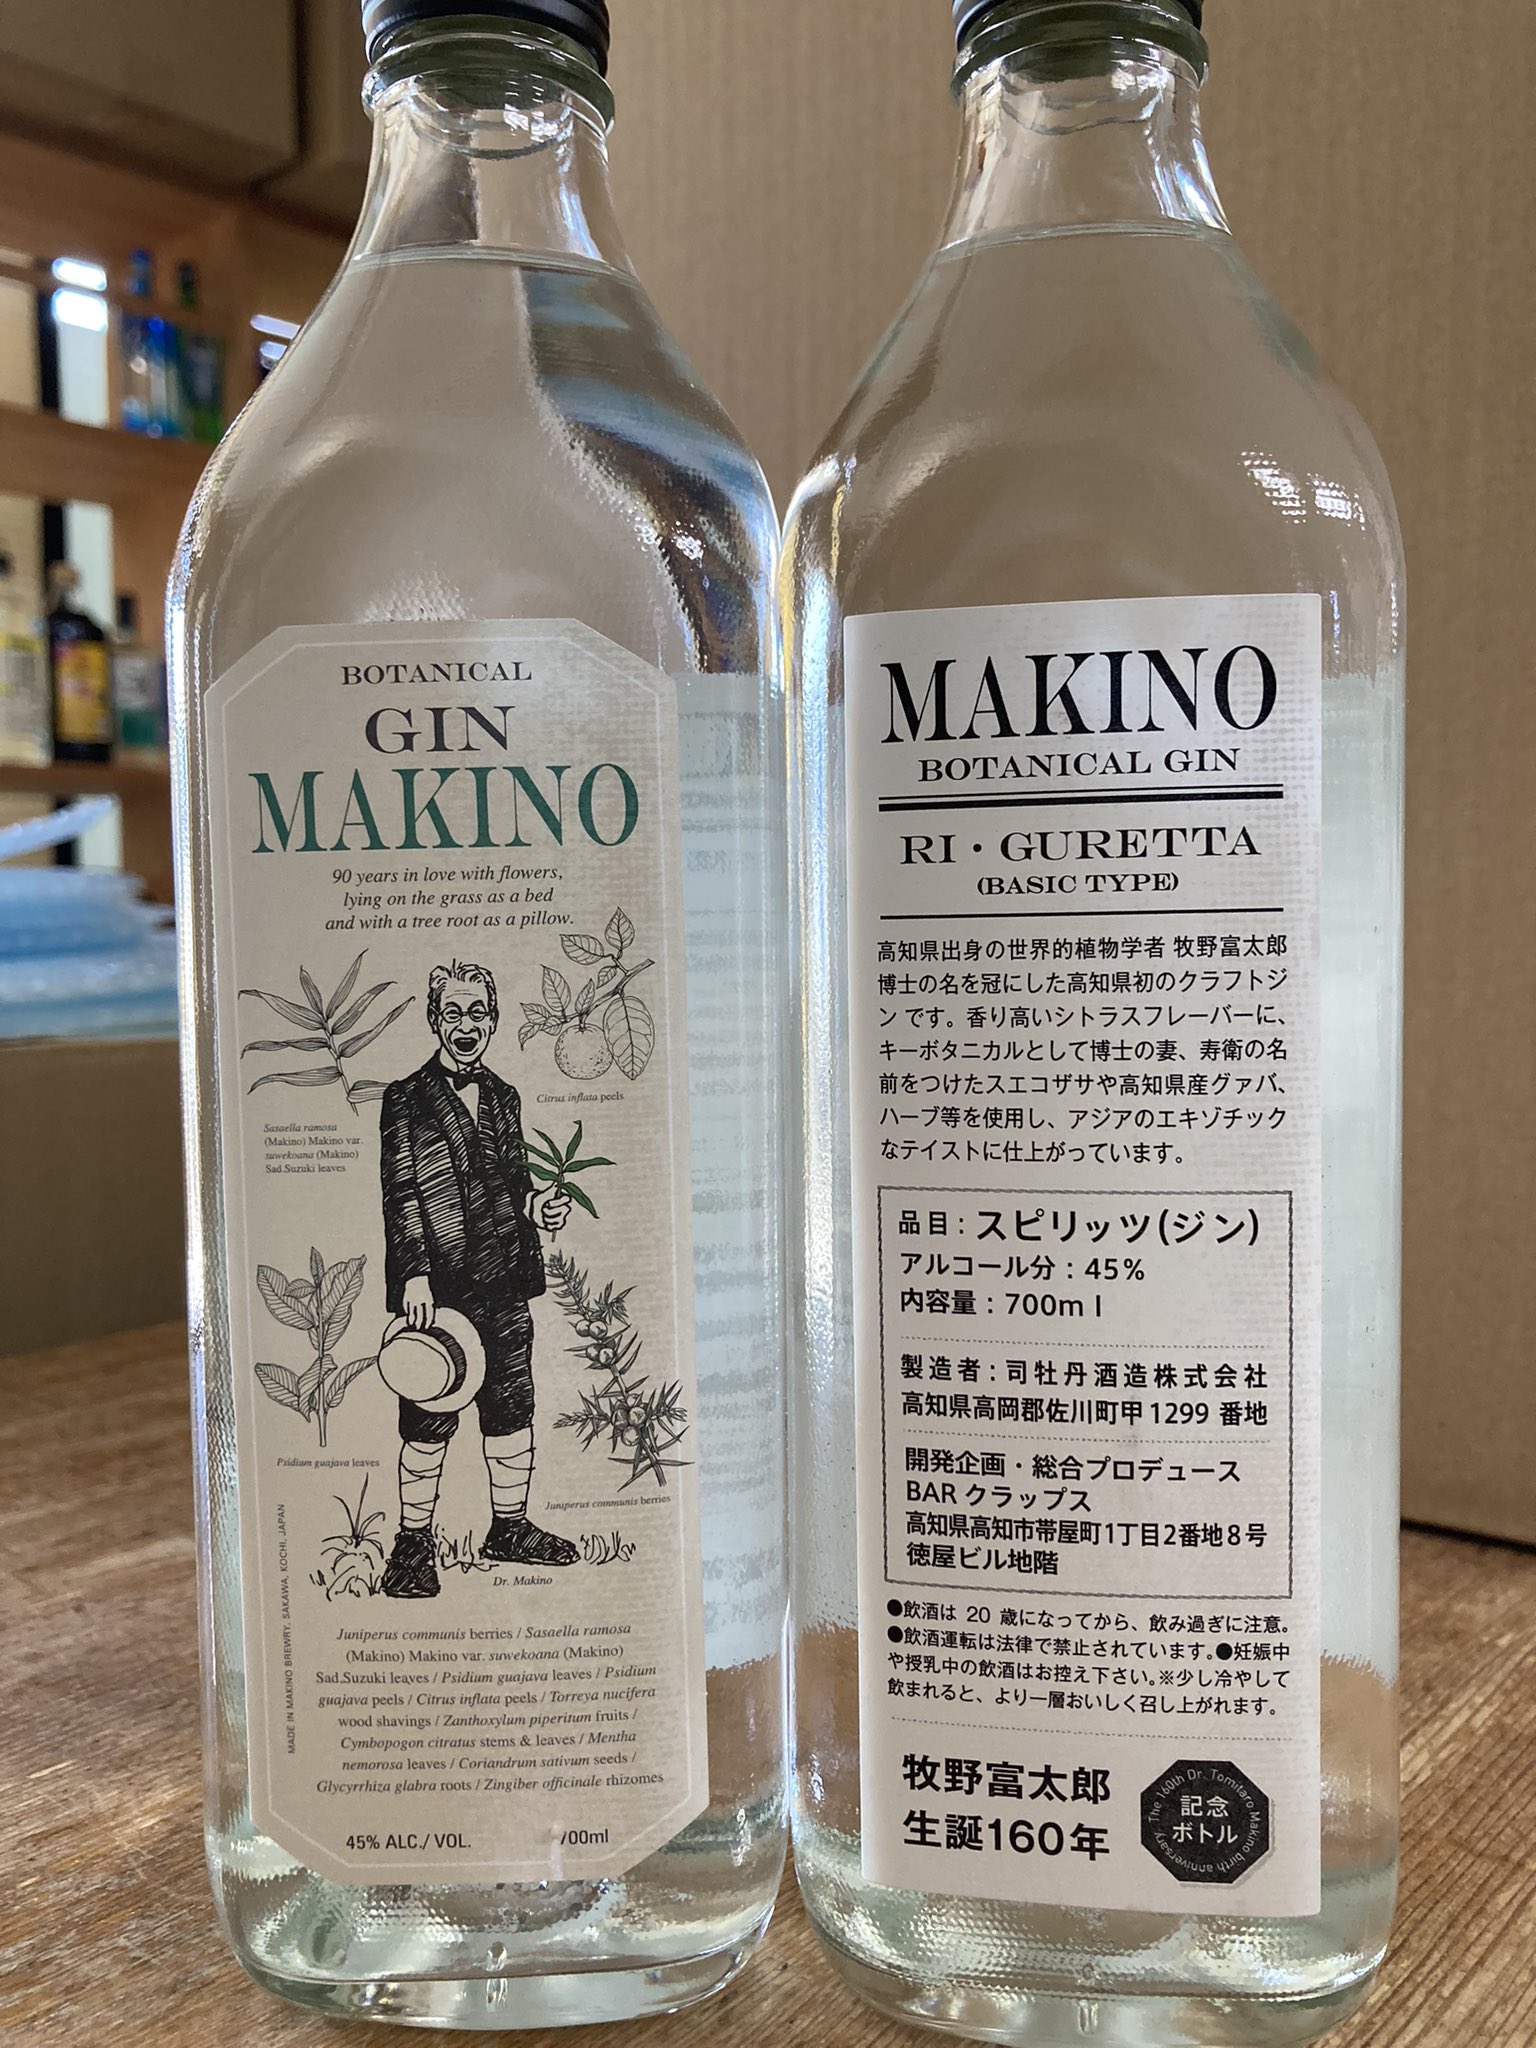 BOTANICAL
GIN
MAKINO
90 years in love with flowers,
lying on the grass as a bed
and with a tree root as a pillow.
Citrus inflata peels
Sasaella ramosa
(Makino) Makino var.
suwekoana (Makino)
Sad.Suzuki leaves
Psidium guajava leaves
Juniperus communis berries
Dr. Makino
MADE IN MAKINO BREWRY. SAKAWA, KOCHI, JAPAN
Juniperus communis berries / Sasaella ramosa
(Makino) Makino var. suwekoana (Makino)
Sad.Suzuki leaves / Psidium guajava leaves / Psidium
guajava peels / Citrus inflata peels / Torreya nucifera
wood shavings / Zanthoxylum piperitum fruits /
Cymbopogon citratus stems & leaves / Mentha
nemorosa leaves / Coriandrum sativum seeds /
Glycyrrhiza glabra roots / Zingiber officinale rhizomes
45% ALC./ VOL. 700ml
MAKINO
BOTANICAL GIN
RI・GURETTA
(BASIC TYPE)
高知県出身の世界的植物学者 牧野富太郎
博士の名を冠にした高知県初のクラフトジ
ン です。香り高いシトラスフレーバーに、
キーボタニカルとして博士の妻、寿衛の名
前をつけたスエコザサや高知県産グァバ、
ハーブ等を使用し、アジアのエキゾチック
なテイストに仕上がっています。
品目：スピリッツ(ジン)
アルコール分：45%
内容量：700ml
製造者：司牡丹酒造株式会社
高知県高岡郡佐川町甲1299 番地
開発企画・総合プロデュース
BAR クラップス
高知県高知市帯屋町1丁目2番地8号
徳屋ビル地階
●飲酒は 20 歳になってから、飲み過ぎに注意。
●飲酒運転は法律で禁止されています。●妊娠中
や授乳中の飲酒はお控え下さい。※少し冷やして
飲まれると、より一層おいしく召し上がれます。
牧野富太郎
生誕160年
The 160th Dr. Tomitaro Makino birth anniversary
記念
ボトル